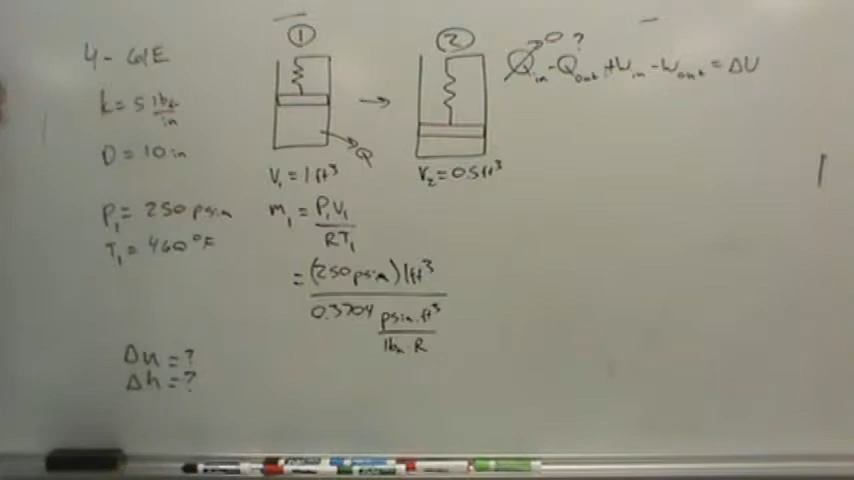 4-61E
k = 5 lbf/in
D = 10 in
P1 = 250 psia
T1 = 460 °F
Δu = ?
Δh = ?
①
→ Q
V1 = 1 ft³
→
②
V2 = 0.5 ft³
m1 = P1V1/RT1
= (250 psia) 1 ft³ / 0.3704 psia·ft³/lbm·R
Qin - Qout + Win - Wout = ΔU
0 ?